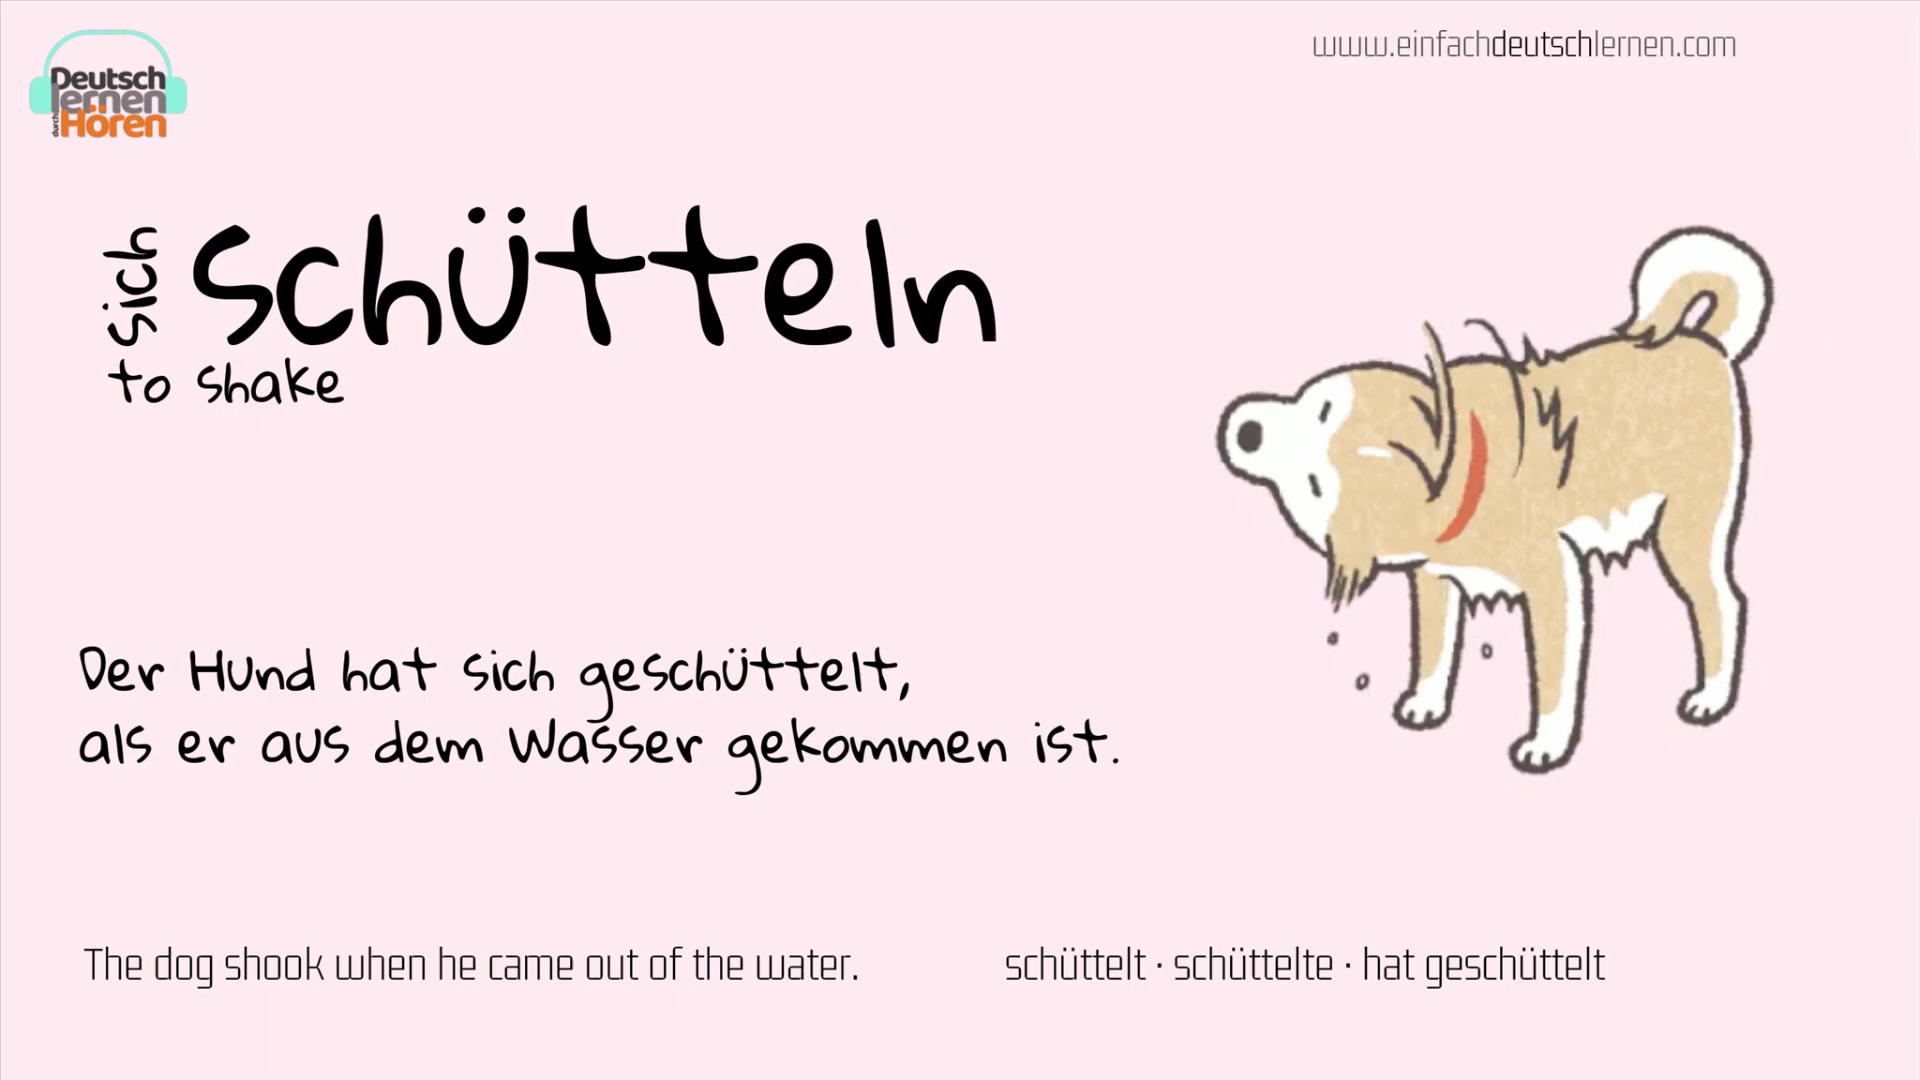 Deutsch
lernen
durch Hören
www.einfachdeutschlernen.com
sich schütteln
to shake
Der Hund hat sich geschüttelt,
als er aus dem Wasser gekommen ist.
The dog shook when he came out of the water.
schüttelt · schüttelte · hat geschüttelt